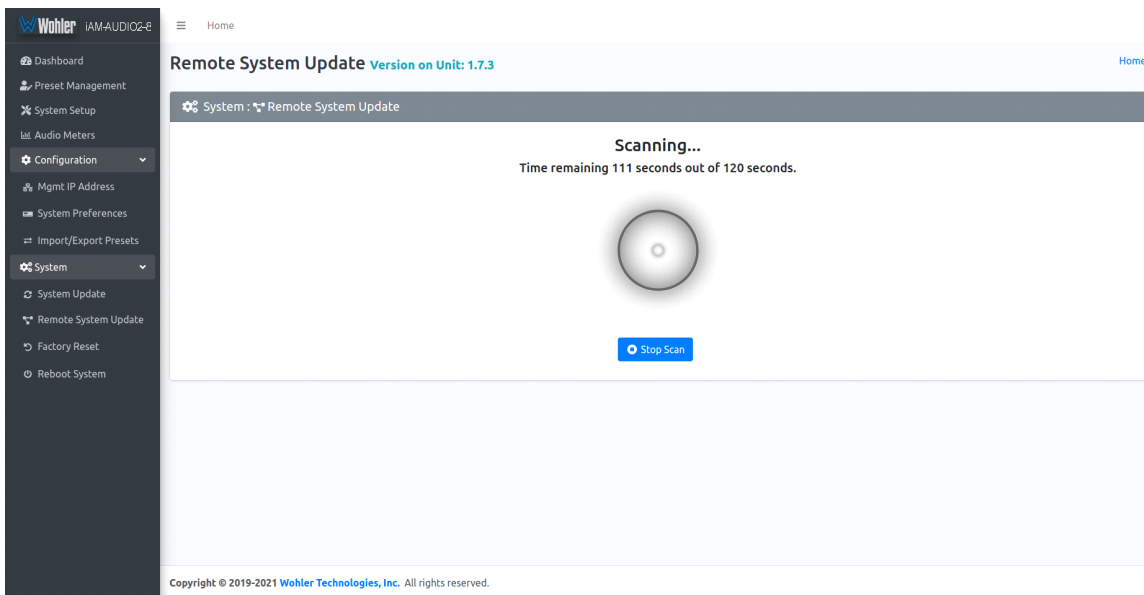 Wohler iAM-AUDIO2-8
Home
Dashboard
Preset Management
System Setup
Audio Meters
Configuration
Mgmt IP Address
System Preferences
Import/Export Presets
System
System Update
Remote System Update
Factory Reset
Reboot System
Remote System Update Version on Unit: 1.7.3
Home
System : Remote System Update
Scanning...
Time remaining 111 seconds out of 120 seconds.
Stop Scan
Copyright © 2019-2021 Wohler Technologies, Inc. All rights reserved.